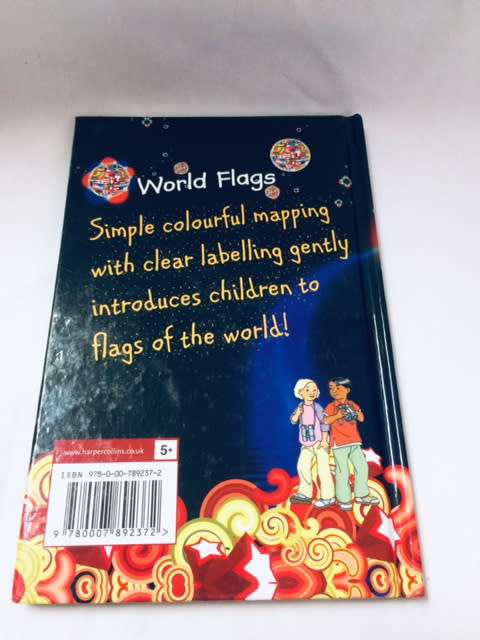 World Flags
Simple colourful mapping
with clear labelling gently
introduces children to
flags of the world!
www.harpercollins.co.uk 5+
ISBN 978-0-00-789237-2
9 780007 892372 >